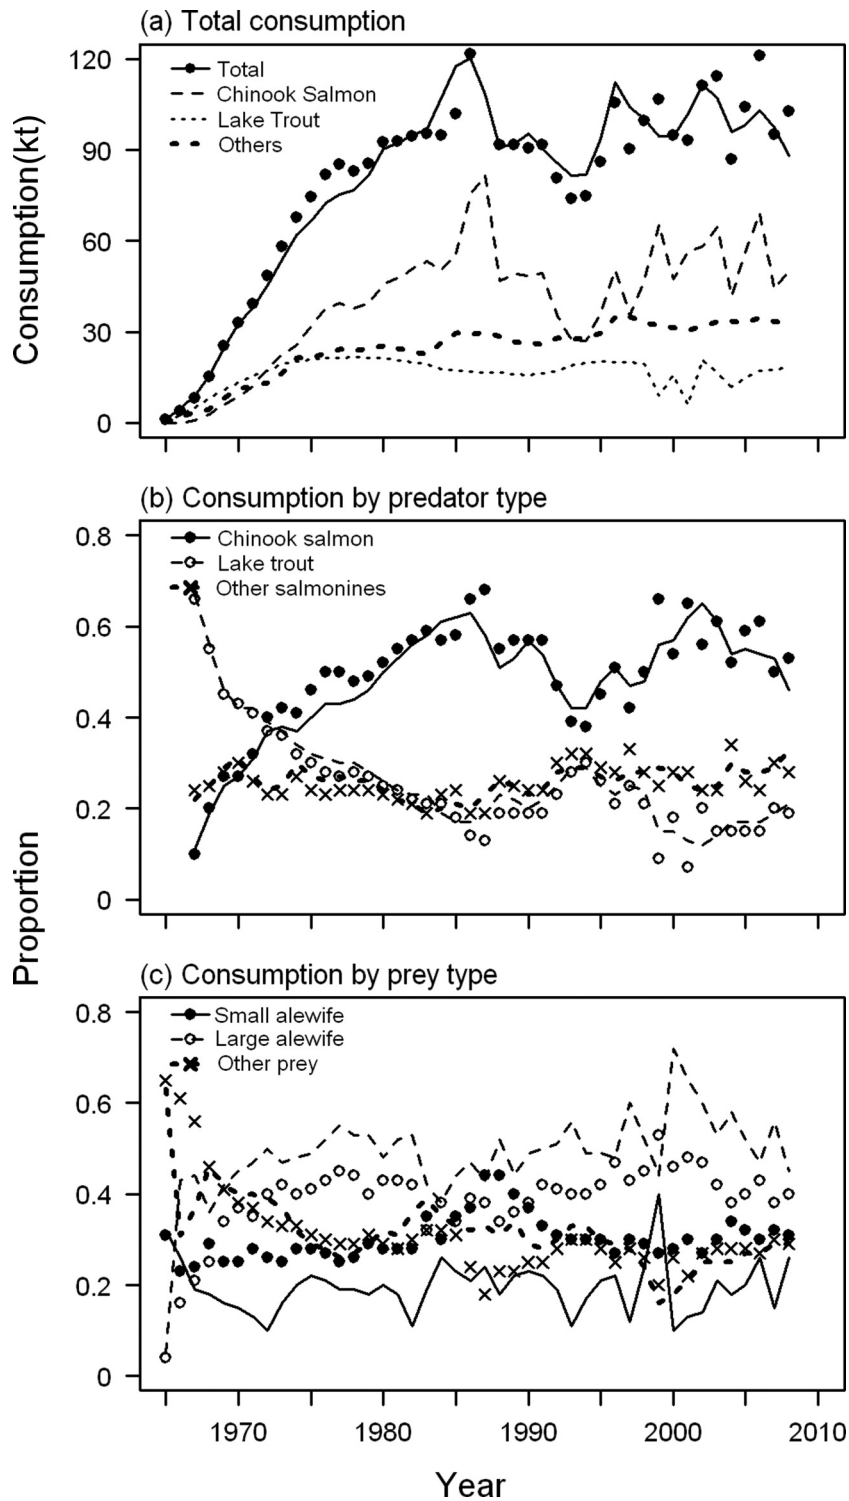 (a) Total consumption
120
90
60
30
0
Consumption(kt)
Total
Chinook Salmon
Lake Trout
Others
(b) Consumption by predator type
0.8
0.6
0.4
0.2
0
Chinook salmon
Lake trout
Other salmonines
Proportion
(c) Consumption by prey type
0.8
0.6
0.4
0.2
0
Small alewife
Large alewife
Other prey
1970 1980 1990 2000 2010
Year